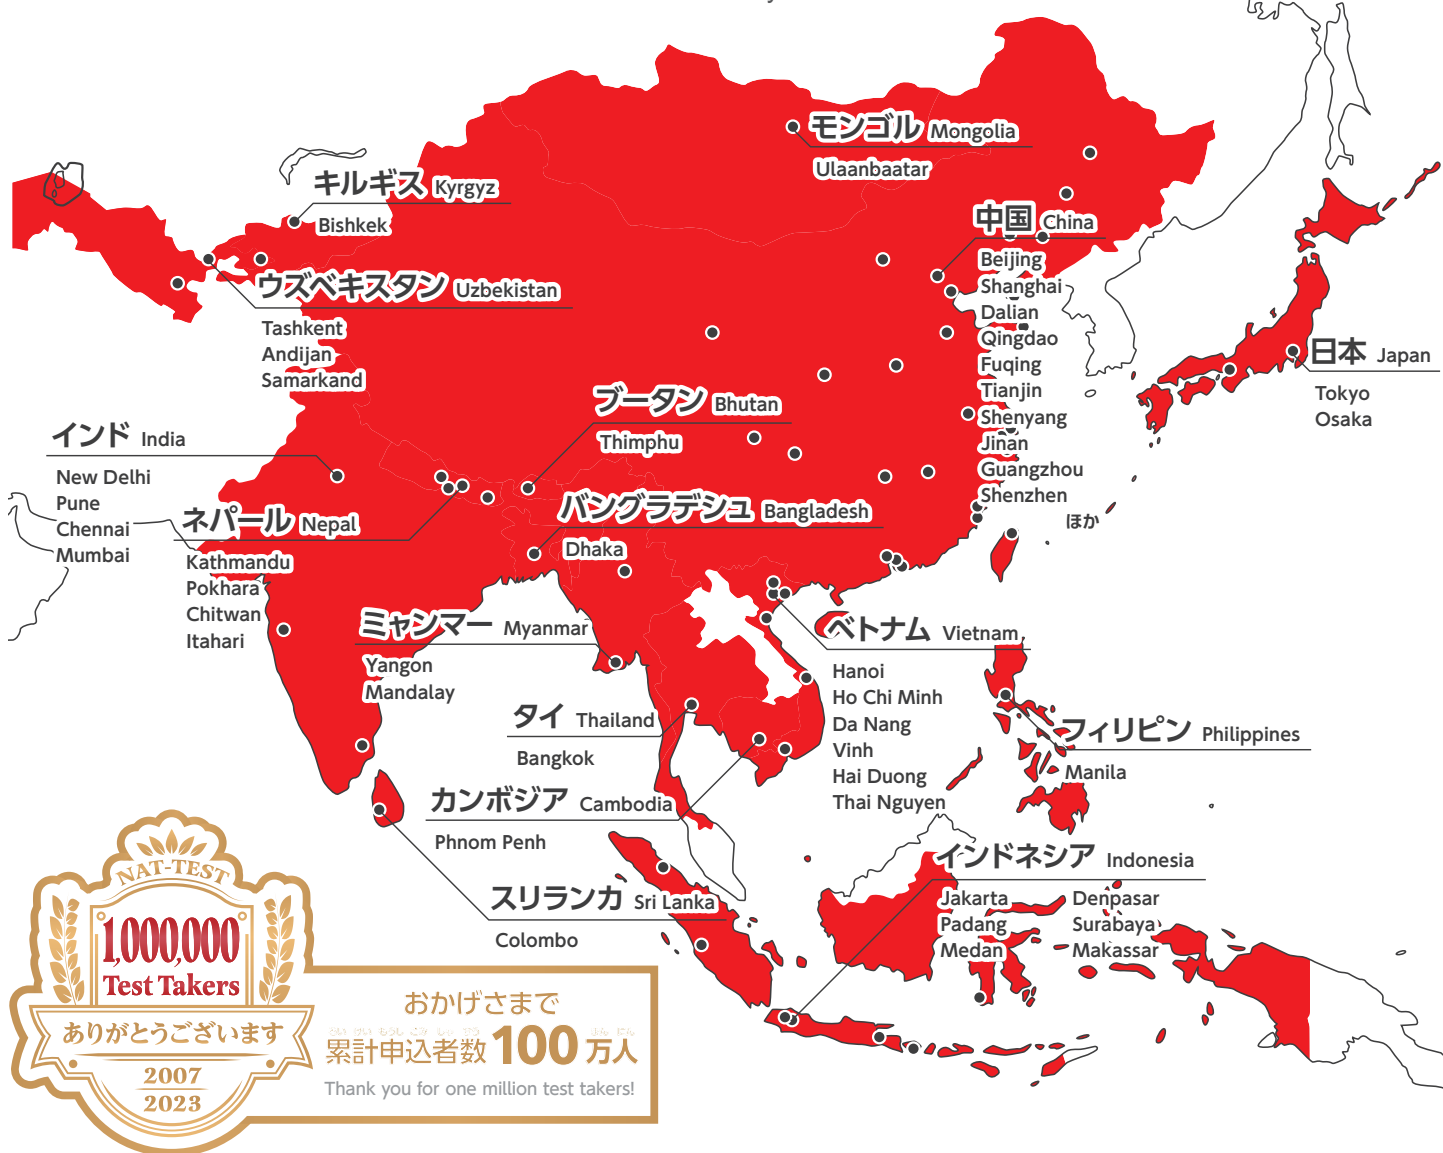 モンゴル Mongolia
Ulaanbaatar
キルギス Kyrgyz
Bishkek
中国 China
Beijing
Shanghai
Dalian
Qingdao
Fuqing
Tianjin
Shenyang
Jinan
Guangzhou
Shenzhen
ほか
ウズベキスタン Uzbekistan
Tashkent
Andijan
Samarkand
日本 Japan
Tokyo
Osaka
ブータン Bhutan
Thimphu
インド India
New Delhi
Pune
Chennai
Mumbai
ネパール Nepal
Kathmandu
Pokhara
Chitwan
Itahari
バングラデシュ Bangladesh
Dhaka
ミャンマー Myanmar
Yangon
Mandalay
ベトナム Vietnam
Hanoi
Ho Chi Minh
Da Nang
Vinh
Hai Duong
Thai Nguyen
タイ Thailand
Bangkok
フィリピン Philippines
Manila
カンボジア Cambodia
Phnom Penh
スリランカ Sri Lanka
Colombo
インドネシア Indonesia
Jakarta
Padang
Medan
Denpasar
Surabaya
Makassar
NAT-TEST
1,000,000
Test Takers
ありがとうございます
2007
2023
おかげさまで
累計申込者数 100 万人
Thank you for one million test takers!